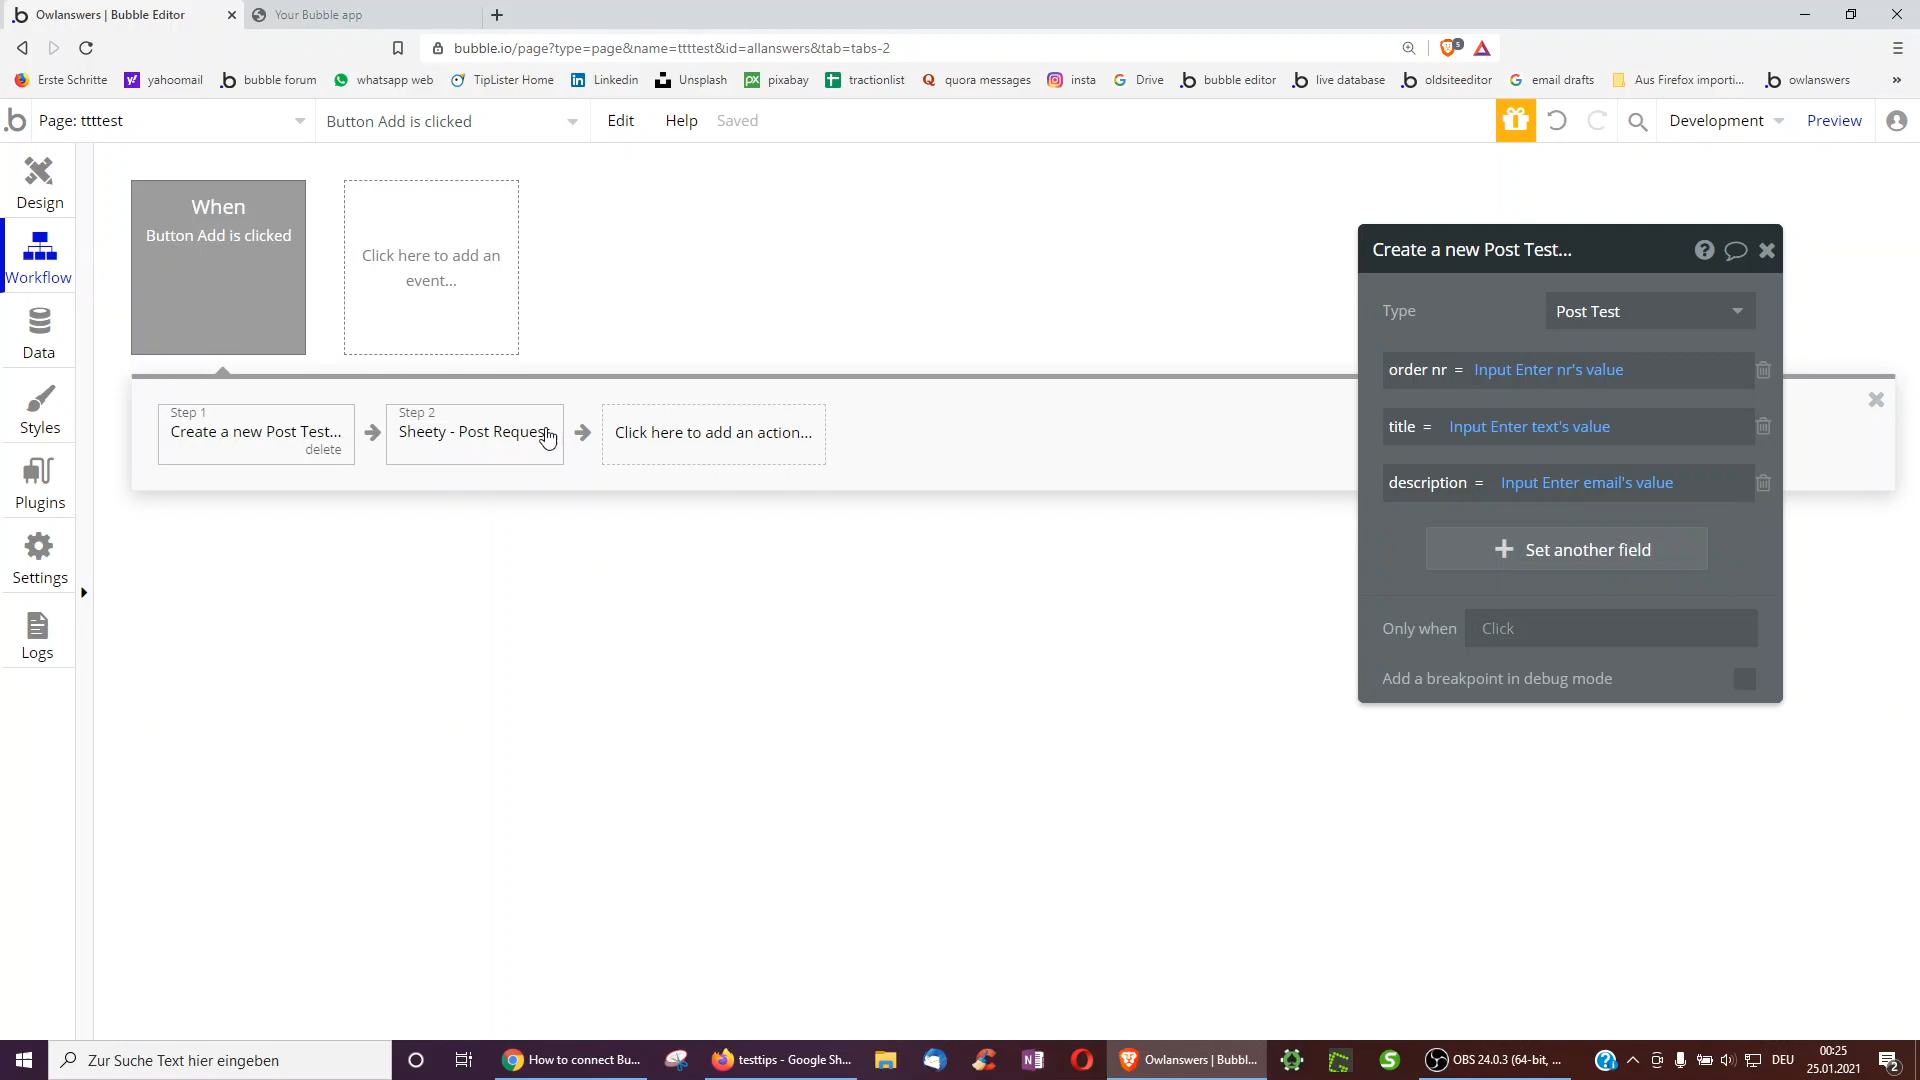 Owlanswers | Bubble Editor
Your Bubble app
bubble.io/page?type=page&name=ttttest&id=allanswers&tab=tabs-2
5
Erste Schritte
yahoomail
bubble forum
whatsapp web
TipLister Home
Linkedin
Unsplash
pixabay
tractionlist
quora messages
insta
Drive
bubble editor
live database
oldsiteeditor
email drafts
Aus Firefox importi...
owlanswers
Page: ttttest
Button Add is clicked
Edit
Help
Saved
Development
Preview
Design
Workflow
Data
Styles
Plugins
Settings
Logs
When
Button Add is clicked
Click here to add an
event...
Step 1
Create a new Post Test...
delete
Step 2
Sheety - Post Request
Click here to add an action...
Create a new Post Test...
Type
Post Test
order nr = Input Enter nr's value
title = Input Enter text's value
description = Input Enter email's value
Set another field
Only when
Click
Add a breakpoint in debug mode
Zur Suche Text hier eingeben
How to connect Bu...
testtips - Google Sh...
Owlanswers | Bubbl...
OBS 24.0.3 (64-bit, ...
DEU
00:25
25.01.2021
2